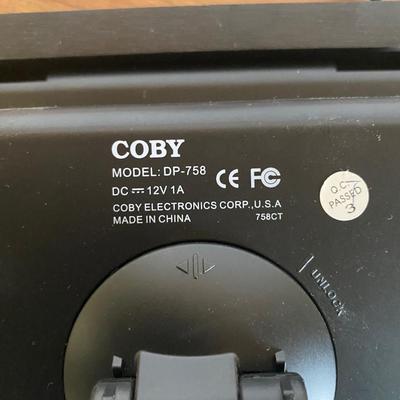 COBY
MODEL: DP-758
DC ⎓ 12V 1A
CE FC
COBY ELECTRONICS CORP.,U.S.A
MADE IN CHINA
758CT
Q.C
PASSED
3
UNLOCK